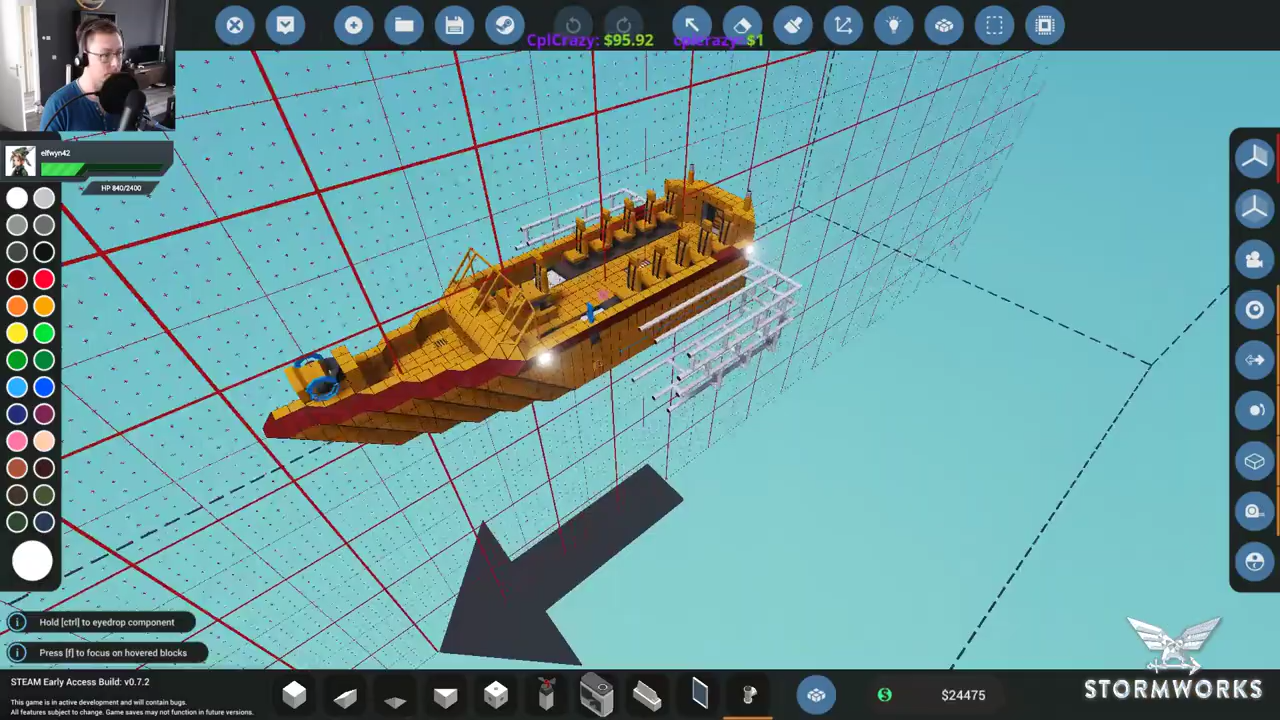 CplCrazy: $95.92 cplcrazy: $1
elfwyn42
HP 840/2400
Hold [ctrl] to eyedrop component
Press [f] to focus on hovered blocks
STEAM Early Access Build: v0.7.2
This game is in active development and will contain bugs.
All features subject to change. Game saves may not function in future versions.
$
$24475
STORMWORKS